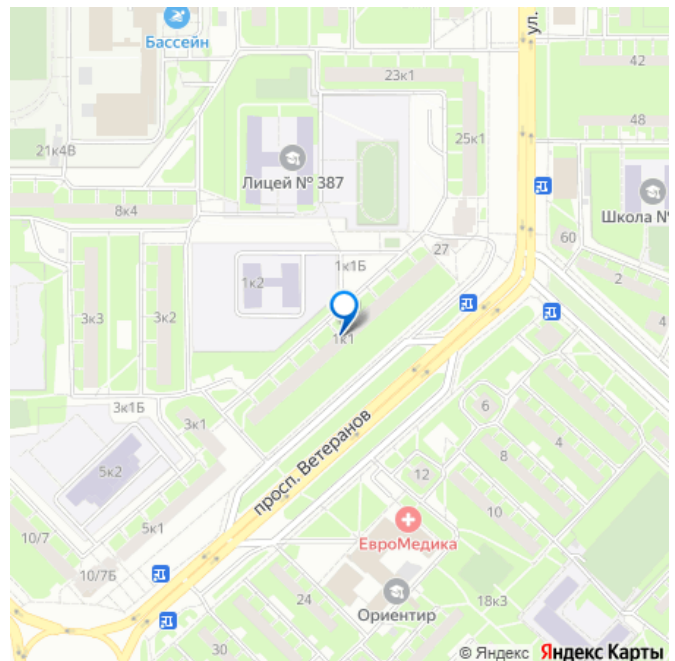 Бассейн
ул.
42
23к1
48
25к1
21к4В
Лицей № 387
Школа №
8к4
27
60
1к1Б
2
1к2
4
3к3
3к2
1к1
3к1Б
3к1
6
просп. Ветеранов
4
8
5к2
12
10
5к1
10/7
ЕвроМедика
10/7Б
24
Ориентир
18к3
30
© Яндекс Яндекс Карты